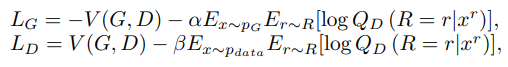 L_G = −V(G, D) − αE_{x∼p_G}E_{r∼R}[log Q_D (R = r|x^r)],
L_D = V(G, D) − βE_{x∼p_{data}}E_{r∼R}[log Q_D (R = r|x^r)],